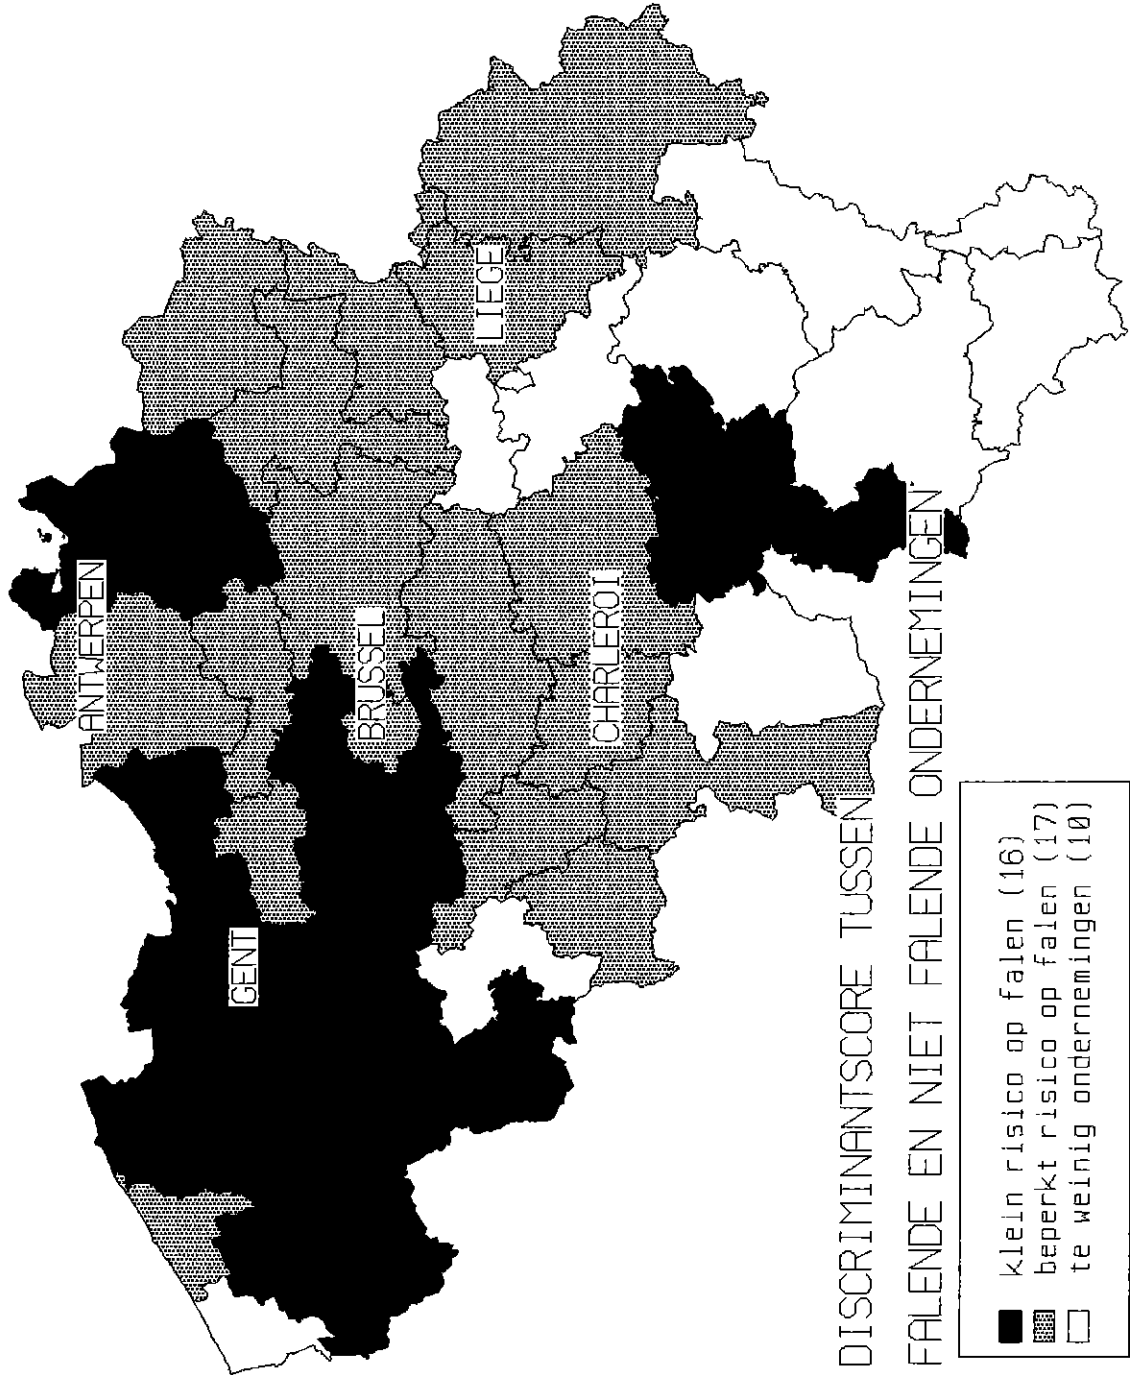 ANTWERPEN
GENT
BRUSSEL
LIEGE
CHARLEROI
DISCRIMINANTSCORE TUSSEN
FALENDE EN NIET FALENDE ONDERNEMINGEN
klein risico op falen (16)
beperkt risico op falen (17)
te weinig ondernemingen (10)